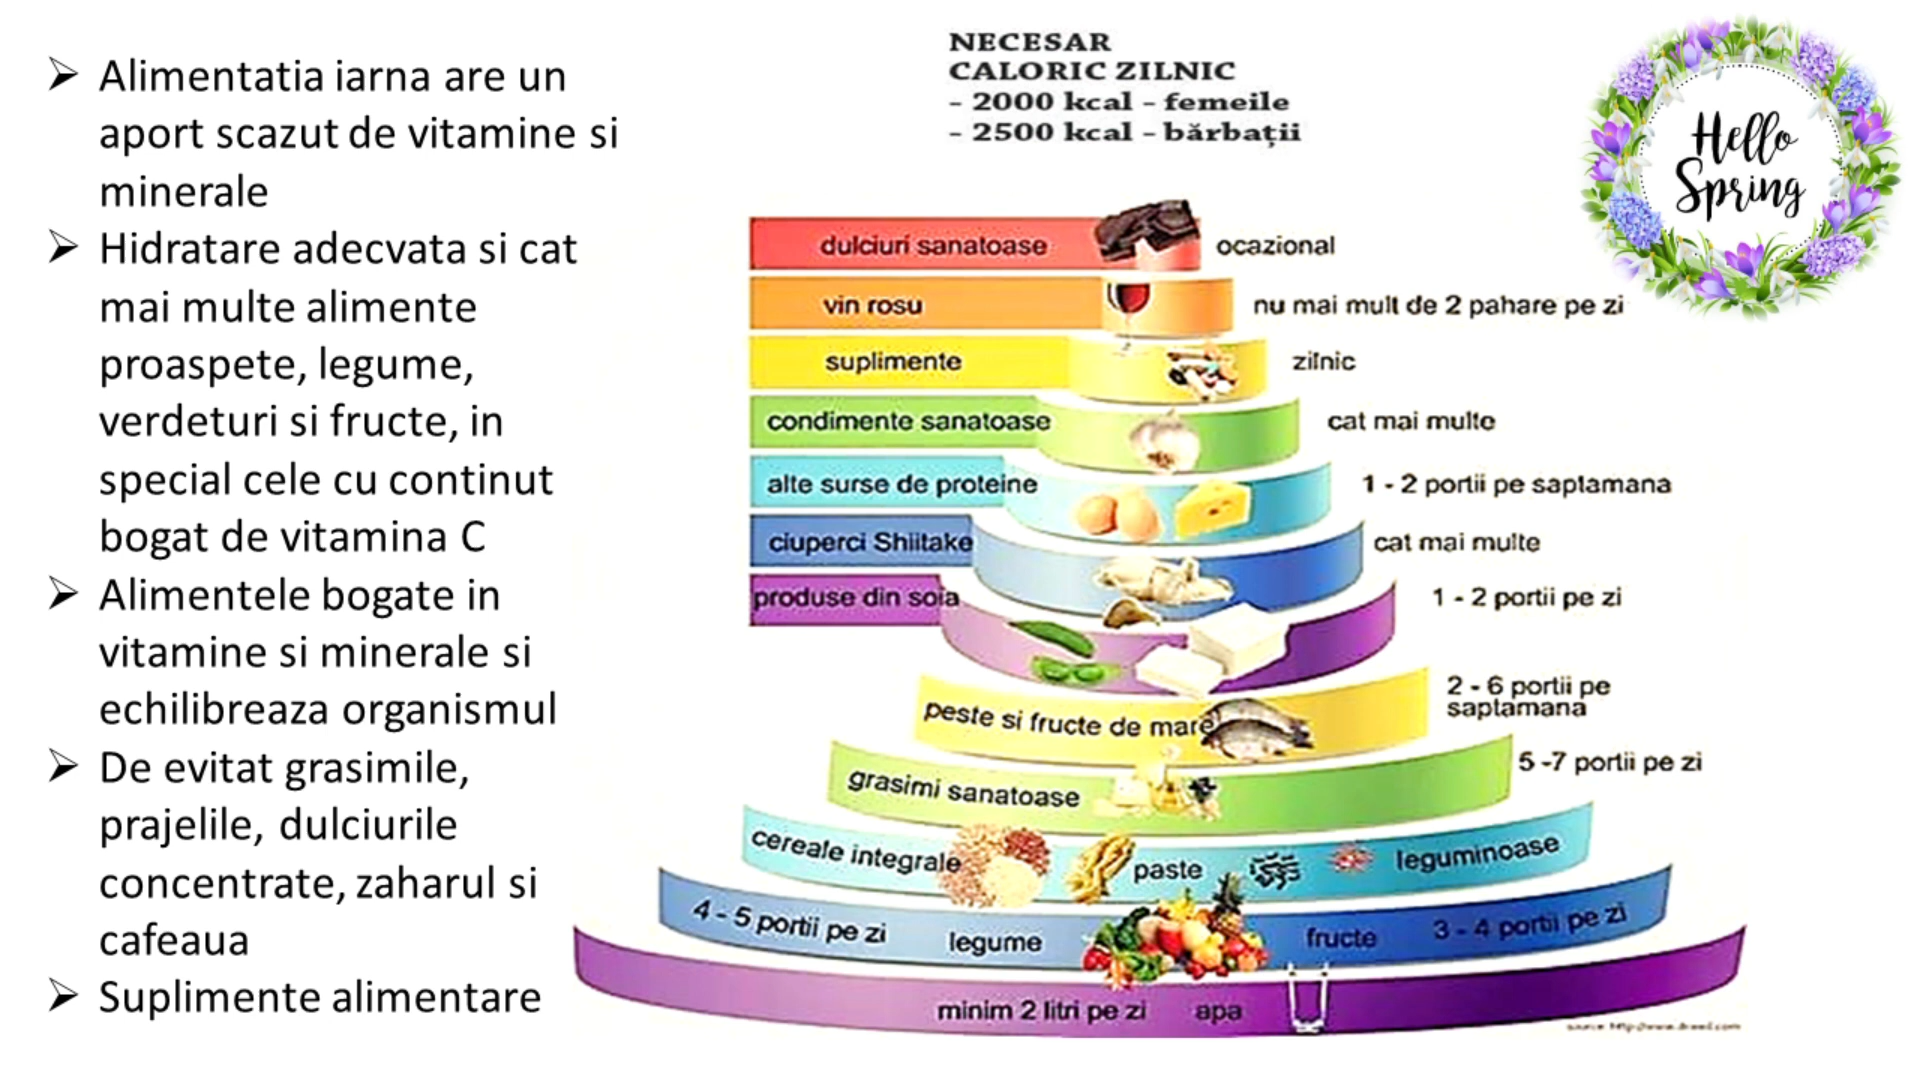 ➢ Alimentatia iarna are un
aport scazut de vitamine si
minerale
➢ Hidratare adecvata si cat
mai multe alimente
proaspete, legume,
verdeturi si fructe, in
special cele cu continut
bogat de vitamina C
➢ Alimentele bogate in
vitamine si minerale si
echilibreaza organismul
➢ De evitat grasimile,
prajelile, dulciurile
concentrate, zaharul si
cafeaua
➢ Suplimente alimentare
NECESAR
CALORIC ZILNIC
- 2000 kcal - femeile
- 2500 kcal - bărbații
Hello
Spring
dulciuri sanatoase ocazional
vin rosu nu mai mult de 2 pahare pe zi
suplimente zilnic
condimente sanatoase cat mai multe
alte surse de proteine 1 - 2 portii pe saptamana
ciuperci Shiitake cat mai multe
produse din soia 1 - 2 portii pe zi
peste si fructe de mare 2 - 6 portii pe
saptamana
grasimi sanatoase 5 -7 portii pe zi
cereale integrale paste leguminoase
4 - 5 portii pe zi legume fructe 3 - 4 portii pe zi
minim 2 litri pe zi apa